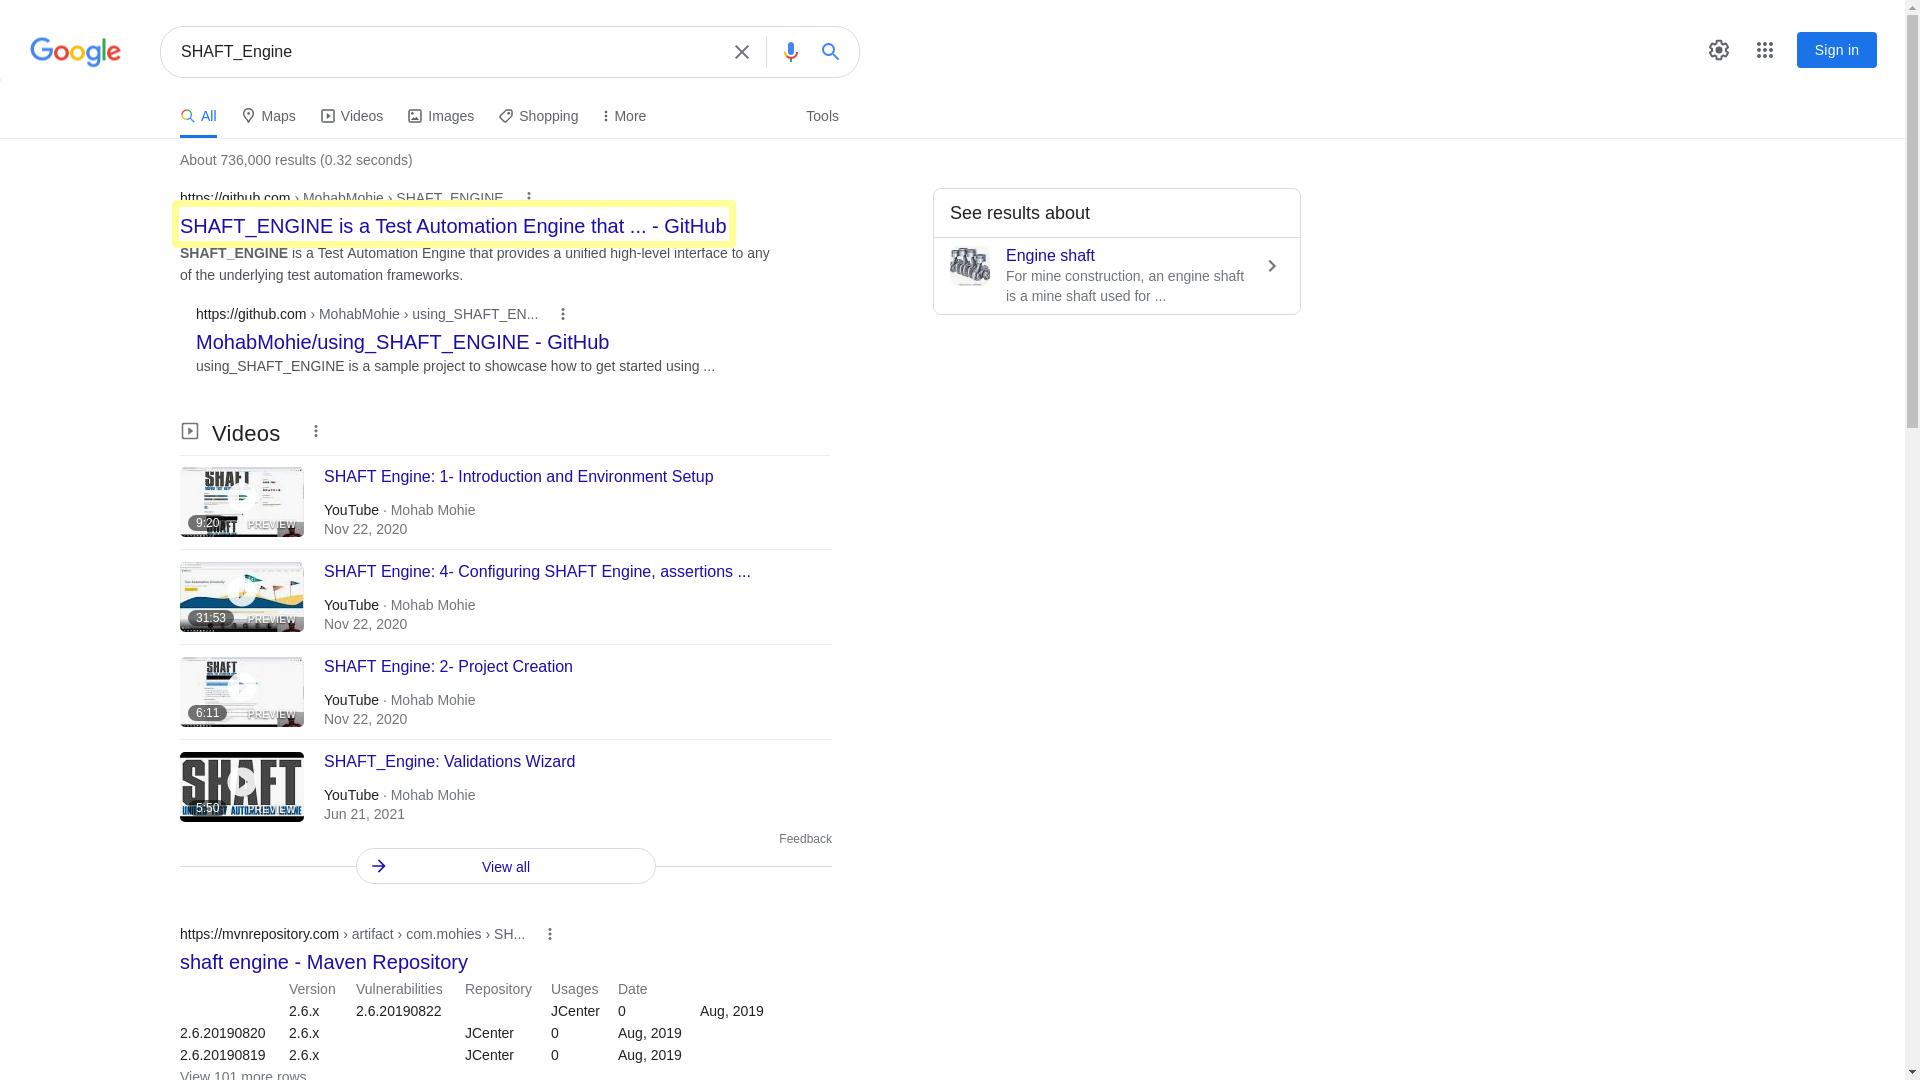 Google
SHAFT_Engine
Sign in
All
Maps
Videos
Images
Shopping
More
Tools
About 736,000 results (0.32 seconds)
https://github.com › MohabMohie › SHAFT_ENGINE
SHAFT_ENGINE is a Test Automation Engine that ... - GitHub
SHAFT_ENGINE is a Test Automation Engine that provides a unified high-level interface to any
of the underlying test automation frameworks.
https://github.com › MohabMohie › using_SHAFT_EN...
MohabMohie/using_SHAFT_ENGINE - GitHub
using_SHAFT_ENGINE is a sample project to showcase how to get started using ...
See results about
Engine shaft
For mine construction, an engine shaft
is a mine shaft used for ...
Videos
SHAFT
9:20
PREVIEW
SHAFT Engine: 1- Introduction and Environment Setup
YouTube · Mohab Mohie
Nov 22, 2020
31:53
PREVIEW
SHAFT Engine: 4- Configuring SHAFT Engine, assertions ...
YouTube · Mohab Mohie
Nov 22, 2020
SHAFT
6:11
PREVIEW
SHAFT Engine: 2- Project Creation
YouTube · Mohab Mohie
Nov 22, 2020
SHAFT
5:50
PREVIEW
SHAFT_Engine: Validations Wizard
YouTube · Mohab Mohie
Jun 21, 2021
Feedback
View all
https://mvnrepository.com › artifact › com.mohies › SH...
shaft engine - Maven Repository
Version Vulnerabilities Repository Usages Date
2.6.x 2.6.20190822 JCenter 0 Aug, 2019
2.6.20190820 2.6.x JCenter 0 Aug, 2019
2.6.20190819 2.6.x JCenter 0 Aug, 2019
View 101 more rows